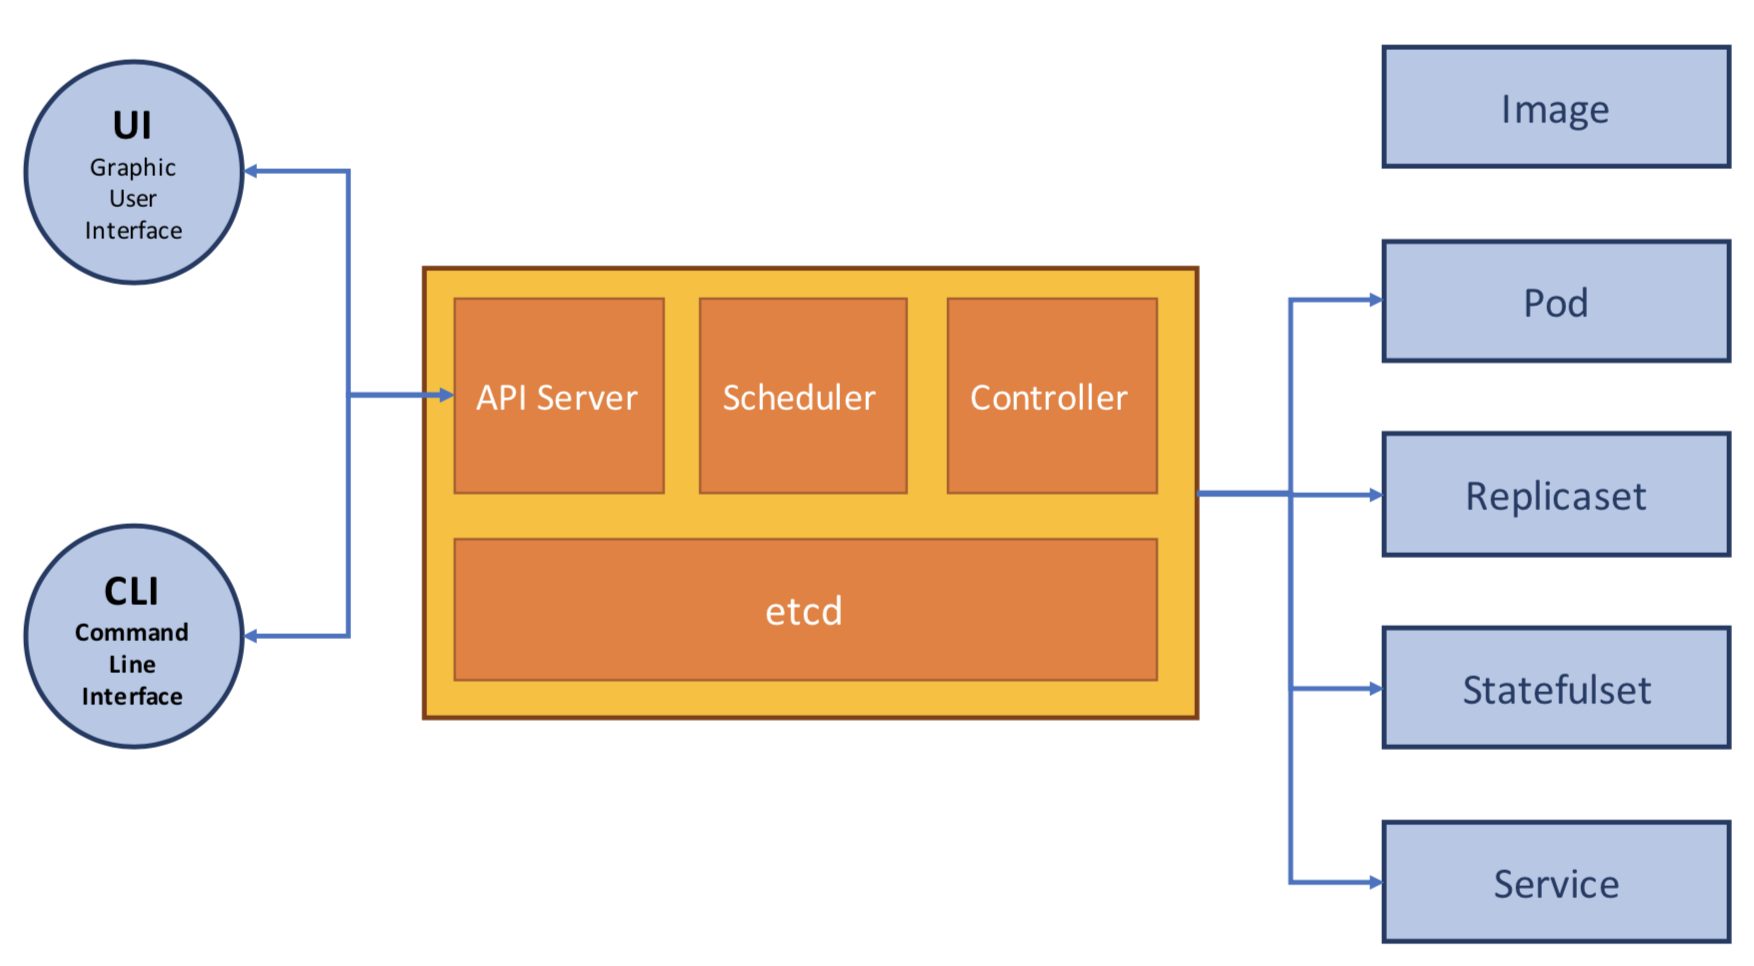 UI
Graphic
User
Interface
CLI
Command
Line
Interface
API Server
Scheduler
Controller
etcd
Image
Pod
Replicaset
Statefulset
Service